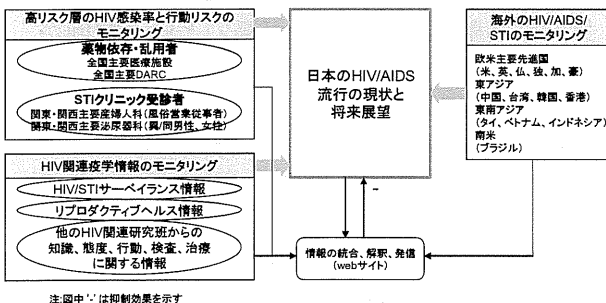 高リスク層のHIV感染率と行動リスクの
モニタリング
薬物依存・乱用者
全国主要医療施設
全国主要DARC
STIクリニック受診者
関東・関西主要産婦人科(風俗営業従事者)
関東・関西主要泌尿器科(異/同男性、女性)
HIV関連疫学情報のモニタリング
HIV/STIサーベイランス情報
リプロダクティブヘルス情報
他のHIV関連研究班からの
知識、態度、行動、検査、治療
に関する情報
日本のHIV/AIDS
流行の現状と
将来展望
-
情報の統合、解釈、発信
(webサイト)
海外のHIV/AIDS/
STIのモニタリング
欧米主要先進国
(米、英、仏、独、加、豪)
東アジア
(中国、台湾、韓国、香港)
東南アジア
(タイ、ベトナム、インドネシア)
南米
(ブラジル)
注:図中 '-' は抑制効果を示す